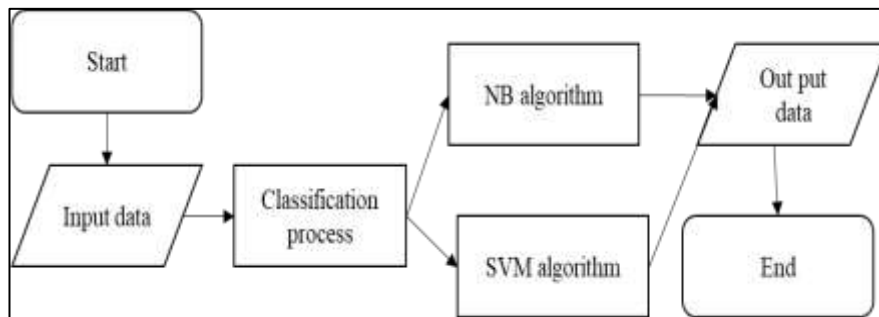 Start
Input data
Classification
process
NB algorithm
SVM algorithm
Out put
data
End